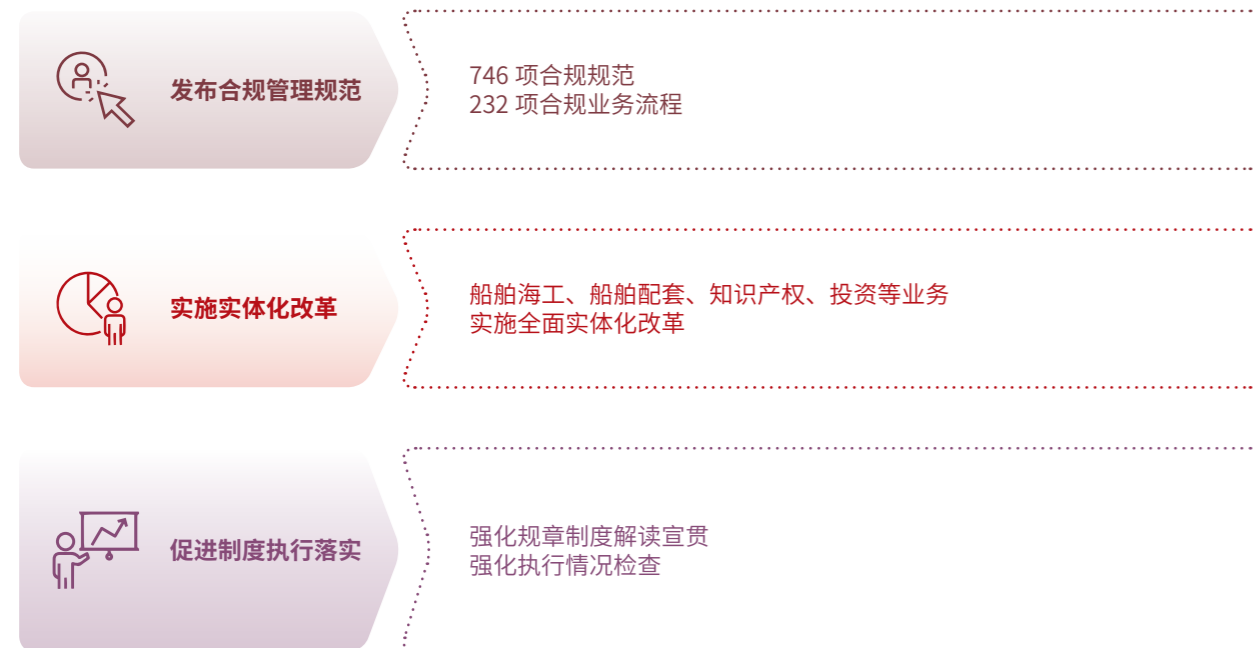 发布合规管理规范
746 项合规规范
232 项合规业务流程
实施实体化改革
船舶海工、船舶配套、知识产权、投资等业务
实施全面实体化改革
促进制度执行落实
强化规章制度解读宣贯
强化执行情况检查